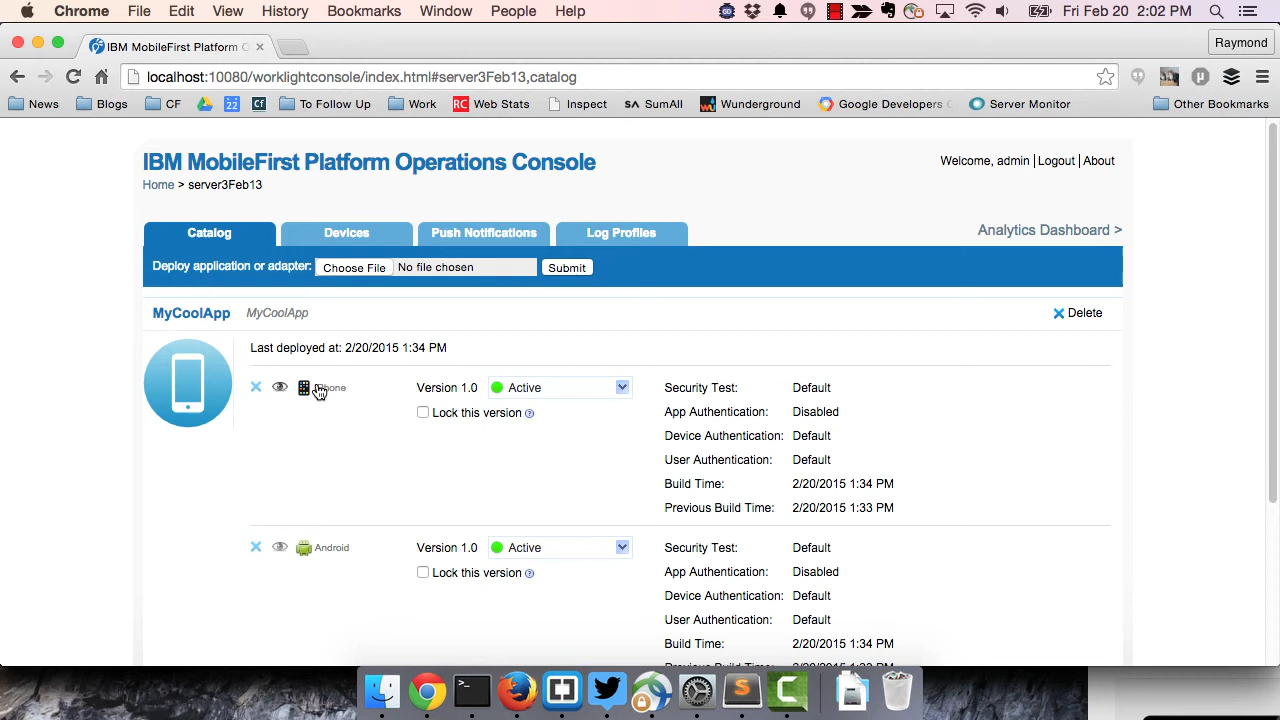 Chrome File Edit View History Bookmarks Window People Help Fri Feb 20 2:02 PM
IBM MobileFirst Platform
Raymond
localhost:10080/worklightconsole/index.html#server3Feb13,catalog
News Blogs CF Cf To Follow Up Work RC Web Stats Inspect SA SumAll Wunderground Google Developers Server Monitor Other Bookmarks
IBM MobileFirst Platform Operations Console
Welcome, admin | Logout | About
Home > server3Feb13
Catalog Devices Push Notifications Log Profiles
Analytics Dashboard >
Deploy application or adapter: Choose File No file chosen Submit
MyCoolApp MyCoolApp Delete
Last deployed at: 2/20/2015 1:34 PM
Version 1.0 Active Security Test: Default
Lock this version App Authentication: Disabled
Device Authentication: Default
User Authentication: Default
Build Time: 2/20/2015 1:34 PM
Previous Build Time: 2/20/2015 1:33 PM
Android Version 1.0 Active Security Test: Default
Lock this version App Authentication: Disabled
Device Authentication: Default
User Authentication: Default
Build Time: 2/20/2015 1:34 PM